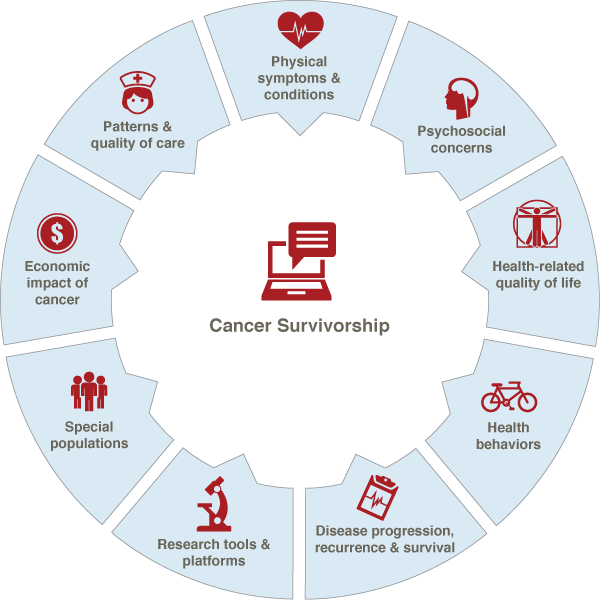 Physical
symptoms &
conditions
Psychosocial
concerns
Health-related
quality of life
Health
behaviors
Disease progression,
recurrence & survival
Research tools &
platforms
Special
populations
$
Economic
impact of
cancer
Patterns &
quality of care
Cancer Survivorship